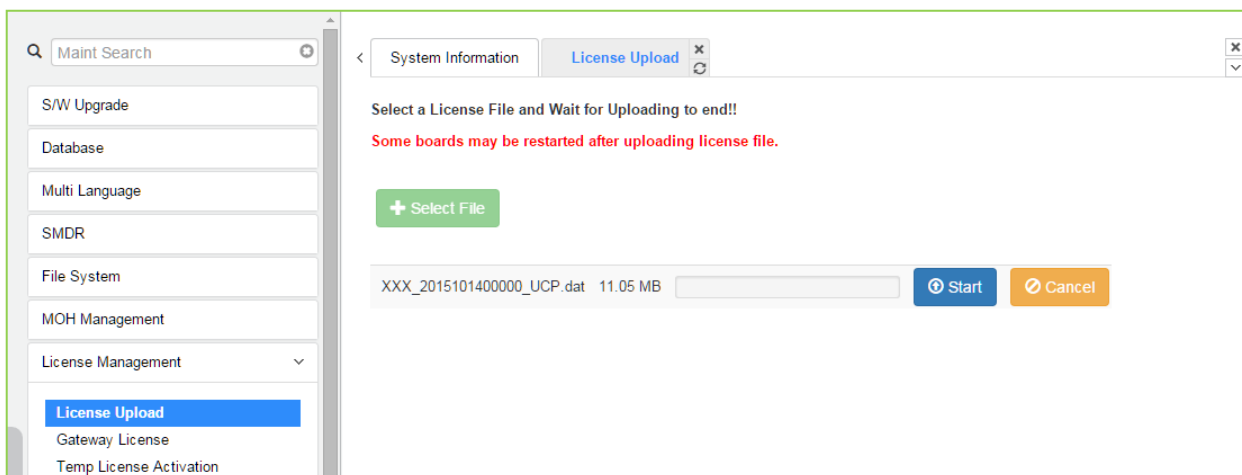 Maint Search
S/W Upgrade
Database
Multi Language
SMDR
File System
MOH Management
License Management
License Upload
Gateway License
Temp License Activation
System Information
License Upload
Select a License File and Wait for Uploading to end!!
Some boards may be restarted after uploading license file.
Select File
XXX_2015101400000_UCP.dat 11.05 MB Start Cancel